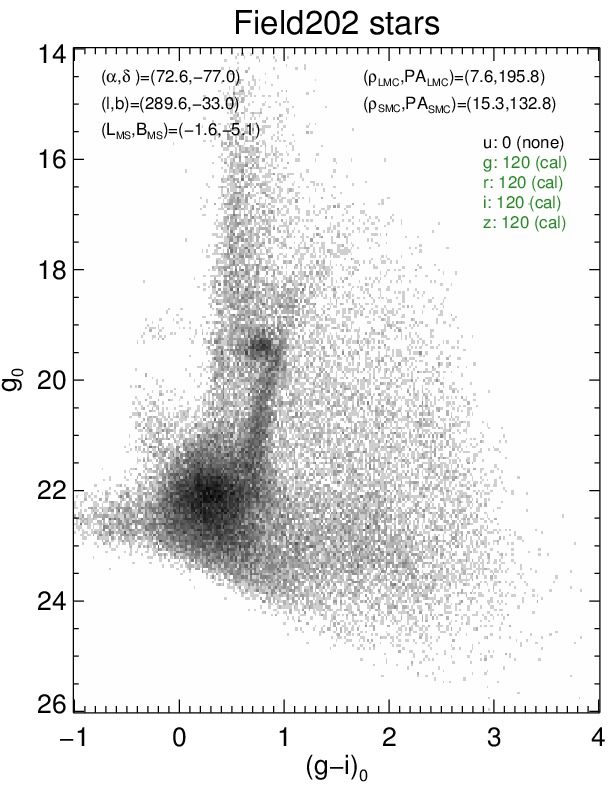 Field202 stars
(α,δ )=(72.6,−77.0)
(l,b)=(289.6,−33.0)
(L_MS,B_MS)=(−1.6,−5.1)
(ρ_LMC,PA_LMC)=(7.6,195.8)
(ρ_SMC,PA_SMC)=(15.3,132.8)
u: 0 (none)
g: 120 (cal)
r: 120 (cal)
i: 120 (cal)
z: 120 (cal)
14
16
18
20
22
24
26
g₀
−1 0 1 2 3 4
(g−i)₀